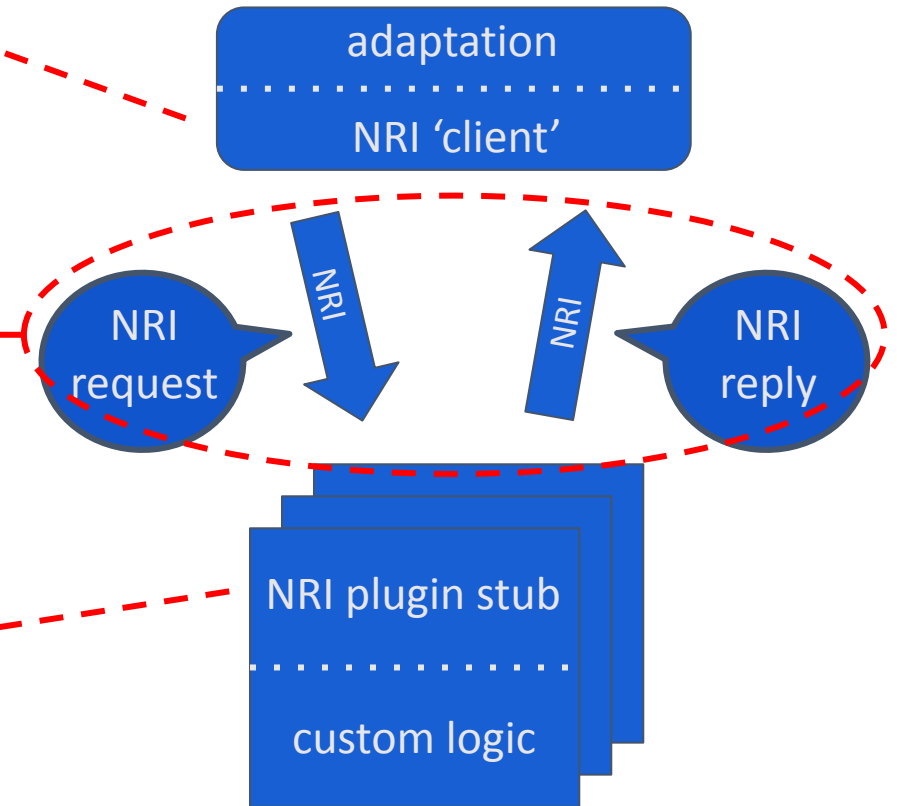 adaptation
NRI ‘client’
NRI
NRI
NRI
request
NRI
reply
NRI plugin stub
custom logic